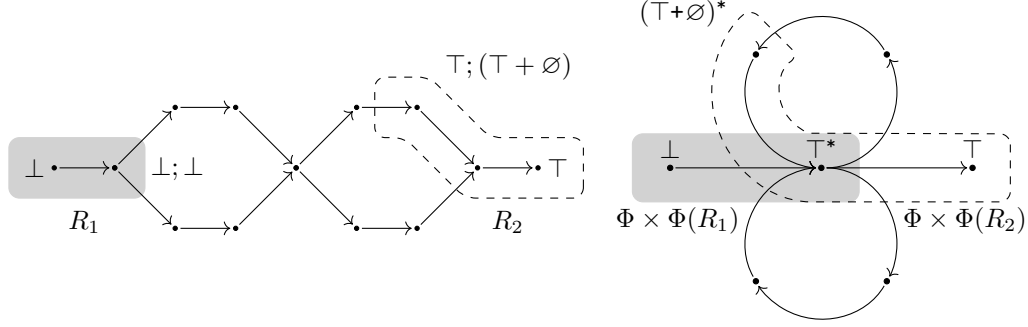 ⊤;(⊤ + ∅)
⊥
⊥;⊥
⊤
R₁
R₂
(⊤+∅)*
⊥
⊤*
⊤
Φ × Φ(R₁)
Φ × Φ(R₂)